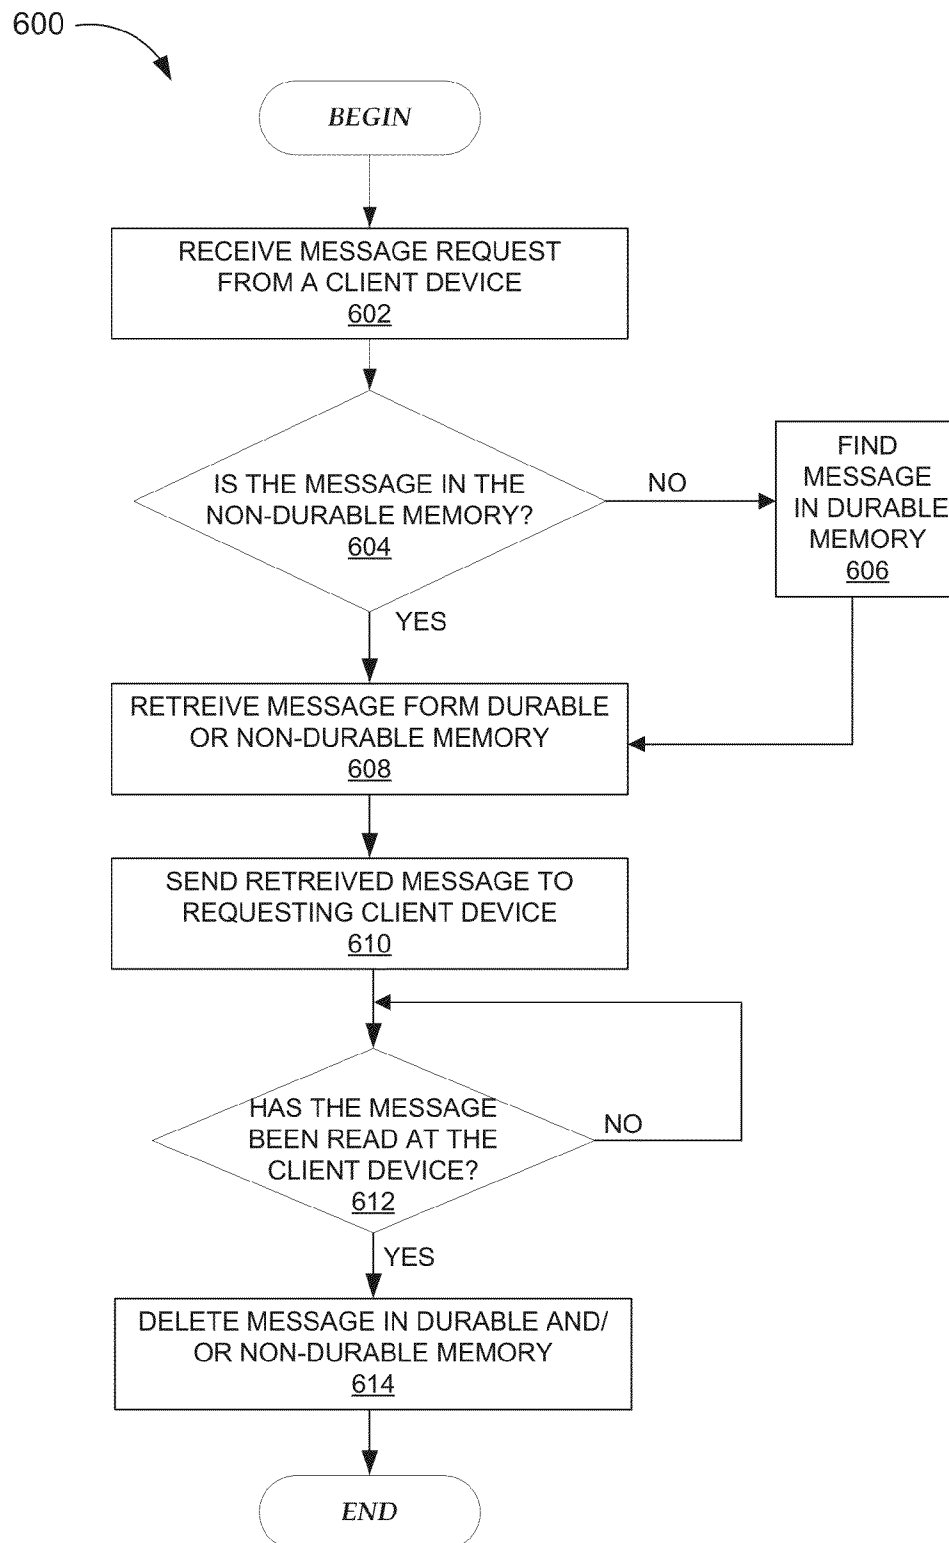 600
BEGIN
RECEIVE MESSAGE REQUEST
FROM A CLIENT DEVICE
602
IS THE MESSAGE IN THE
NON-DURABLE MEMORY?
604
NO
FIND
MESSAGE
IN DURABLE
MEMORY
606
YES
RETREIVE MESSAGE FORM DURABLE
OR NON-DURABLE MEMORY
608
SEND RETREIVED MESSAGE TO
REQUESTING CLIENT DEVICE
610
HAS THE MESSAGE
BEEN READ AT THE
CLIENT DEVICE?
612
NO
YES
DELETE MESSAGE IN DURABLE AND/
OR NON-DURABLE MEMORY
614
END